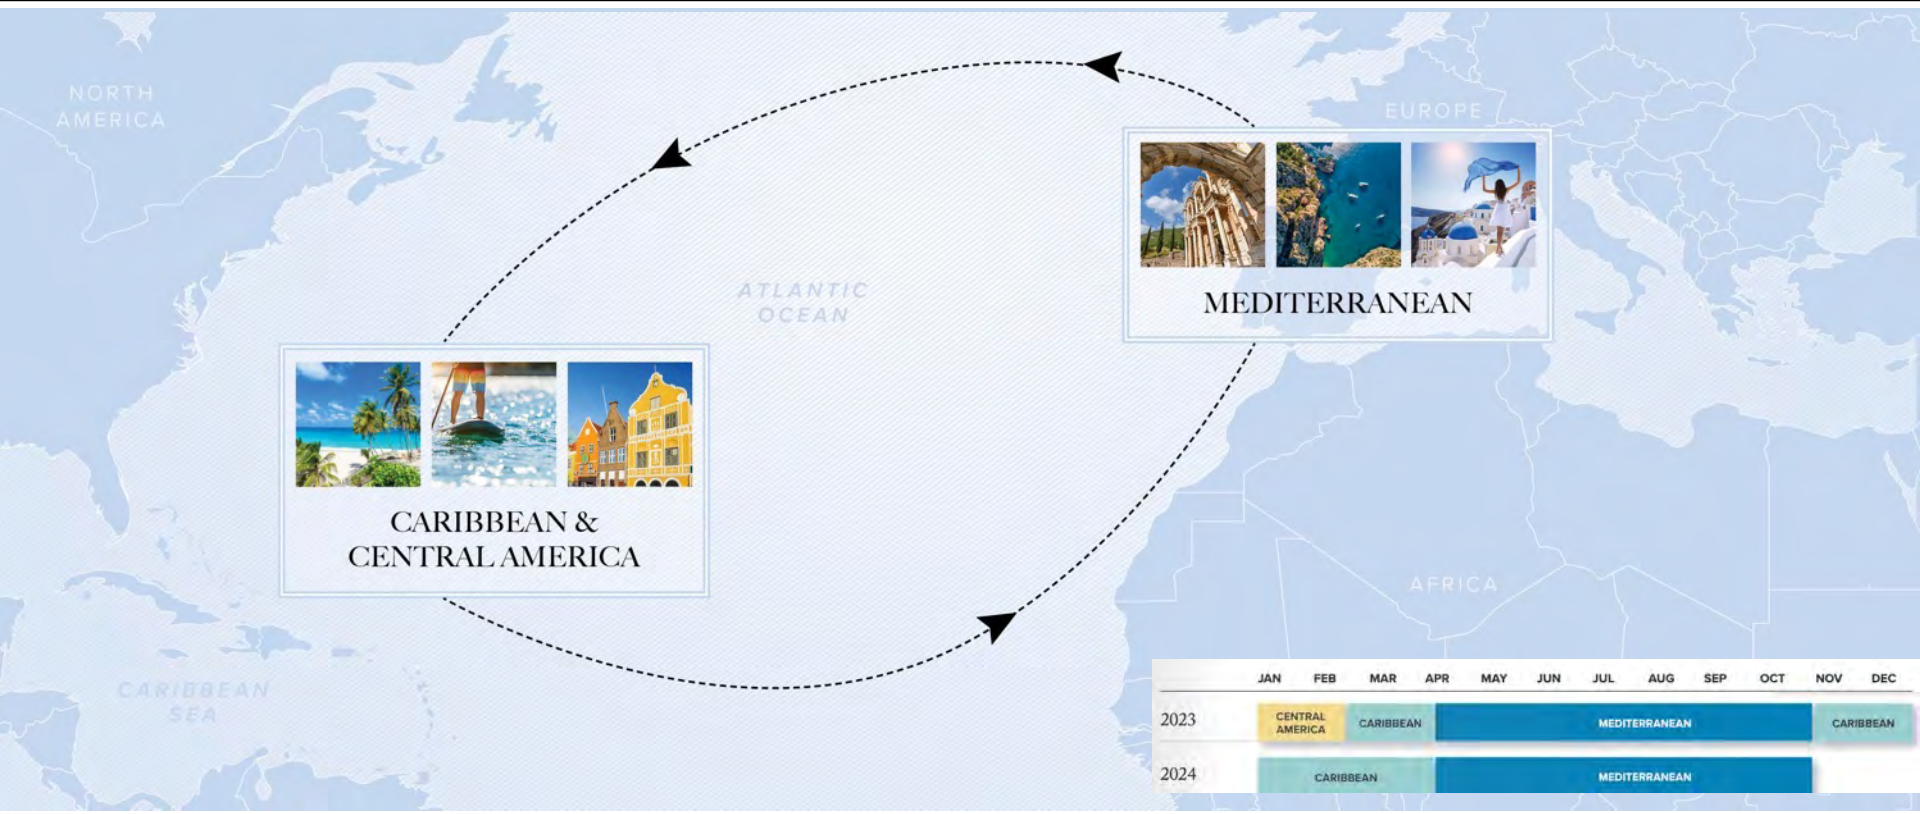 NORTH
AMERICA
EUROPE
MEDITERRANEAN
ATLANTIC
OCEAN
CARIBBEAN &
CENTRAL AMERICA
AFRICA
CARIBBEAN
SEA
JAN FEB MAR APR MAY JUN JUL AUG SEP OCT NOV DEC
2023 CENTRAL AMERICA CARIBBEAN MEDITERRANEAN CARIBBEAN
2024 CARIBBEAN MEDITERRANEAN